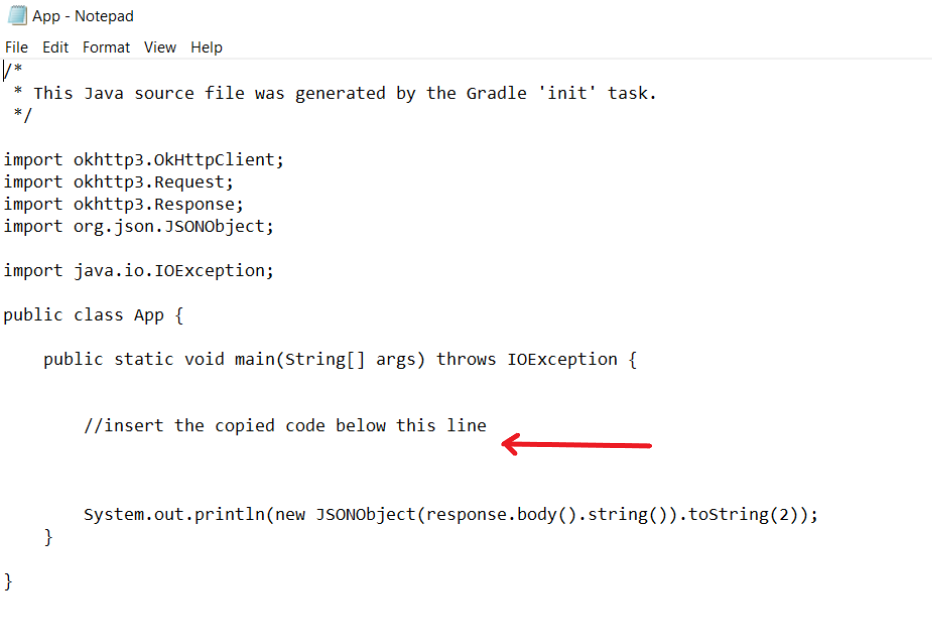 App - Notepad
File Edit Format View Help
/*
 * This Java source file was generated by the Gradle 'init' task.
 */
import okhttp3.OkHttpClient;
import okhttp3.Request;
import okhttp3.Response;
import org.json.JSONObject;
import java.io.IOException;
public class App {
    public static void main(String[] args) throws IOException {
        //insert the copied code below this line
        System.out.println(new JSONObject(response.body().string()).toString(2));
    }
}